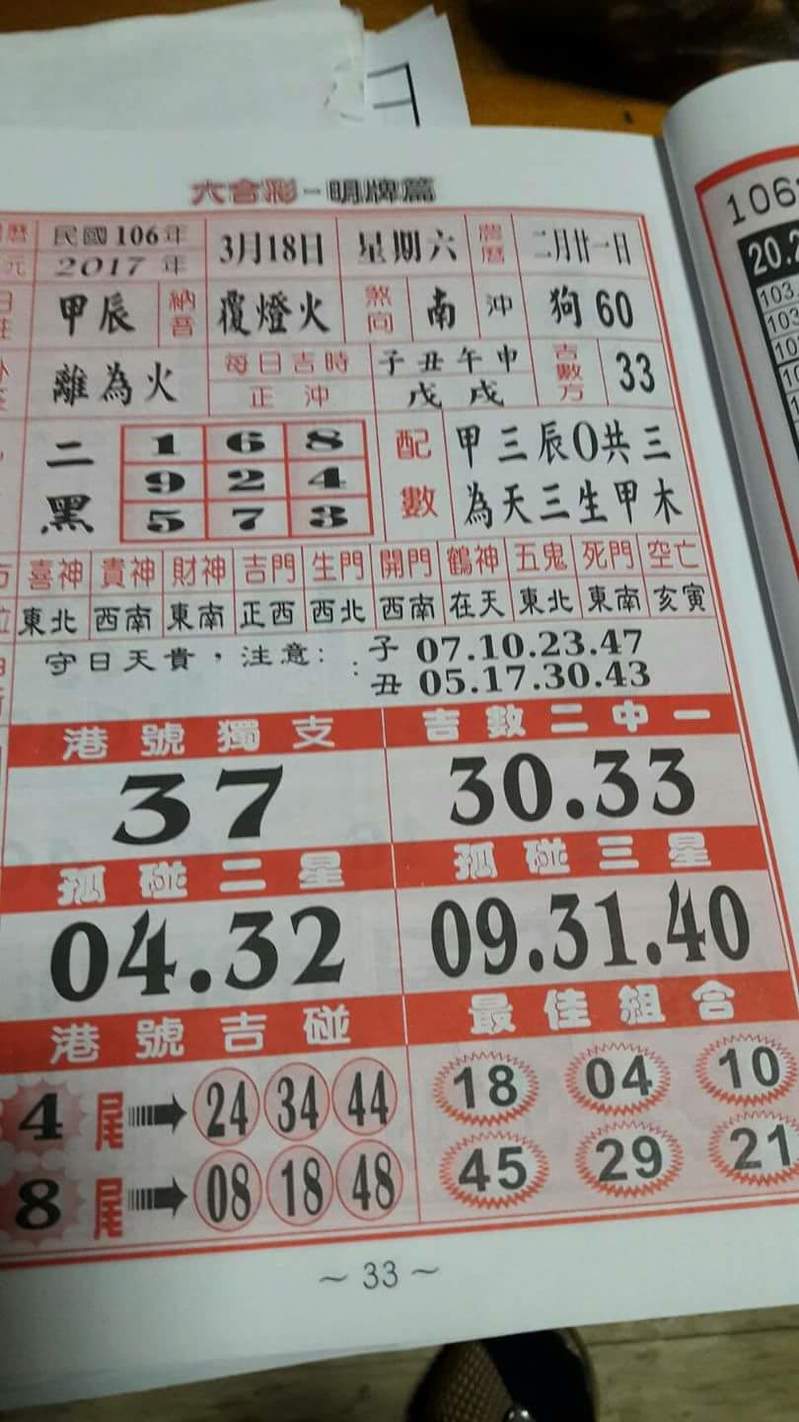 六合彩-明牌篇
民國106年
2017年
3月18日
星期六
農曆
二月廿一日
甲辰
納音
覆燈火
煞向
南
沖
狗60
離為火
每日吉時
正沖
子丑午申
戊戌
吉數方
33
二黑
1 6 8
9 2 4
5 7 3
配數
甲三辰0共三
為天三生甲木
喜神 貴神 財神 吉門 生門 開門 鶴神 五鬼 死門 空亡
東北 西南 東南 正西 西北 西南 在天 東北 東南 亥寅
守日天貴，注意：
子 07.10.23.47
丑 05.17.30.43
港號獨支
吉數二中一
37
30.33
孤碰二星
孤碰三星
04.32
09.31.40
港號吉碰
最佳組合
4尾 24 34 44
8尾 08 18 48
18 04 10
45 29 21
~ 33 ~
106
20.2
103.